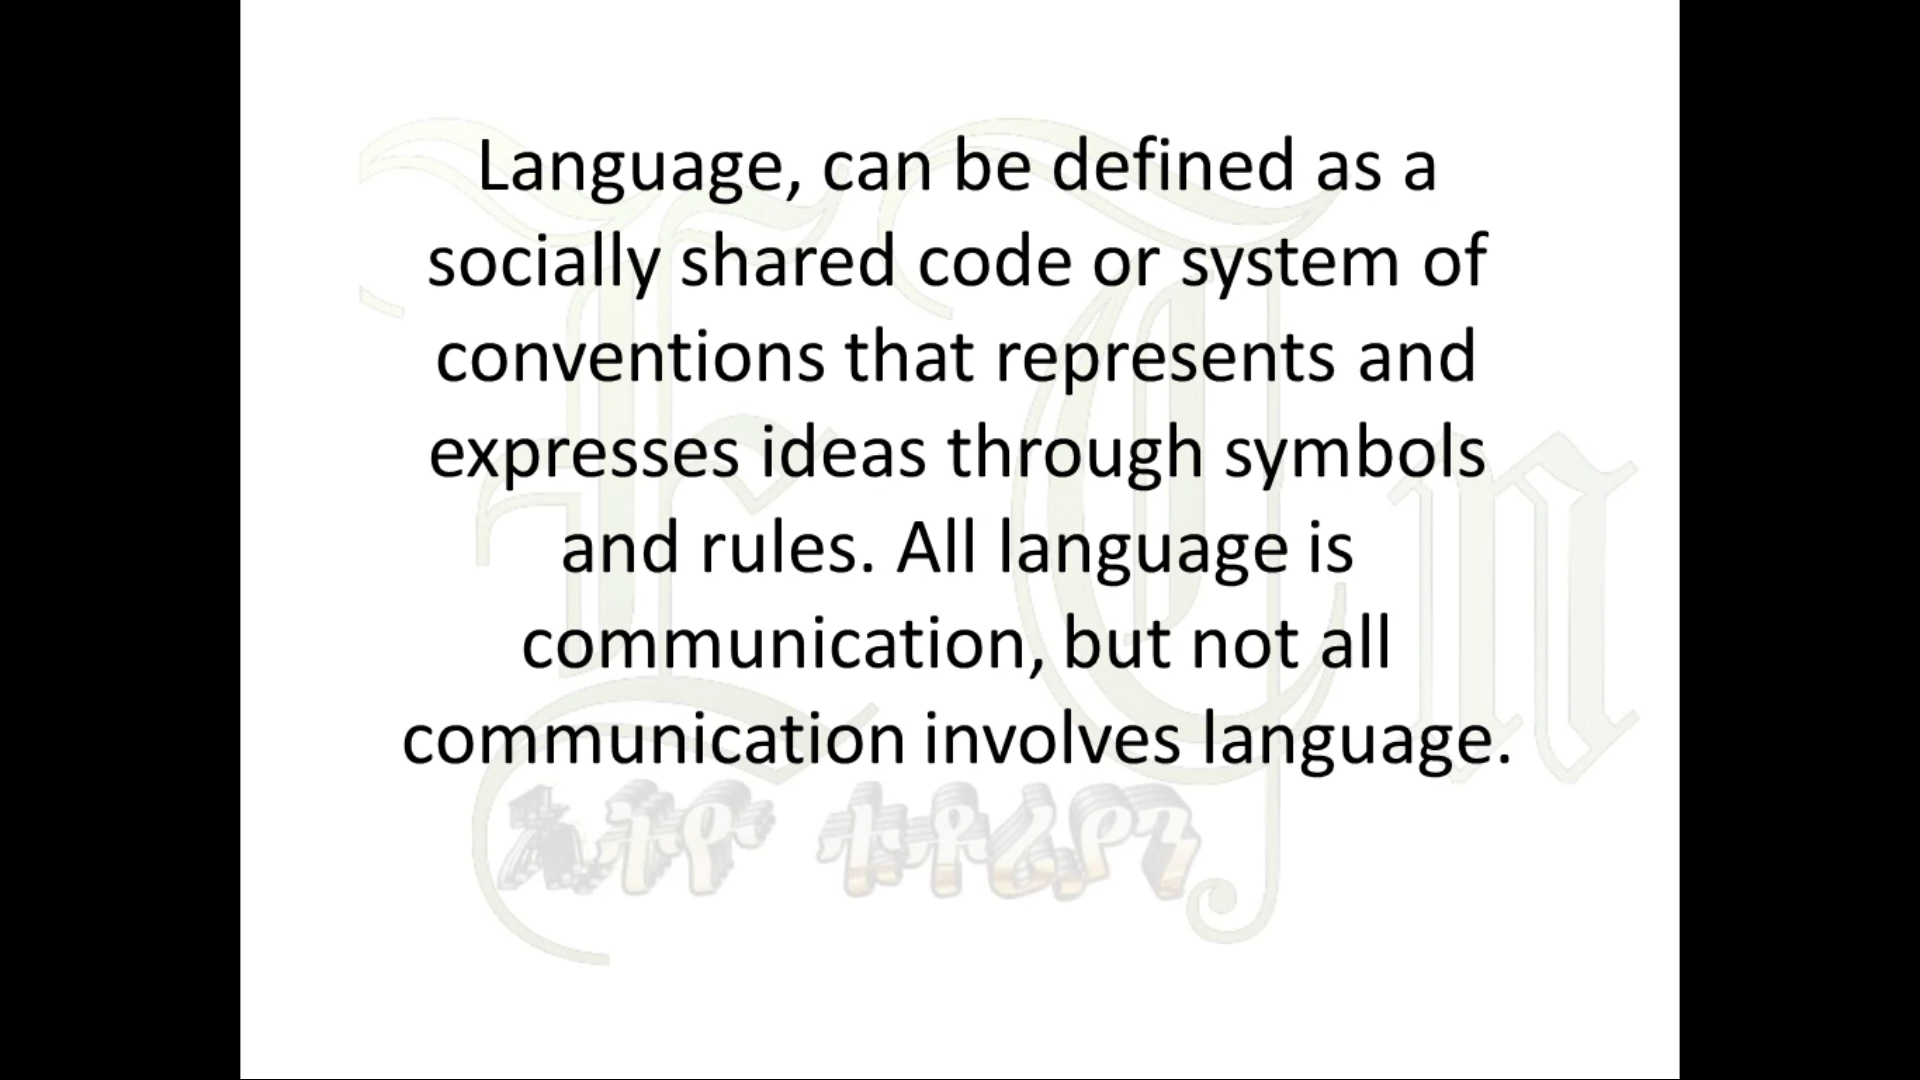 Language, can be defined as a
socially shared code or system of
conventions that represents and
expresses ideas through symbols
and rules. All language is
communication, but not all
communication involves language.